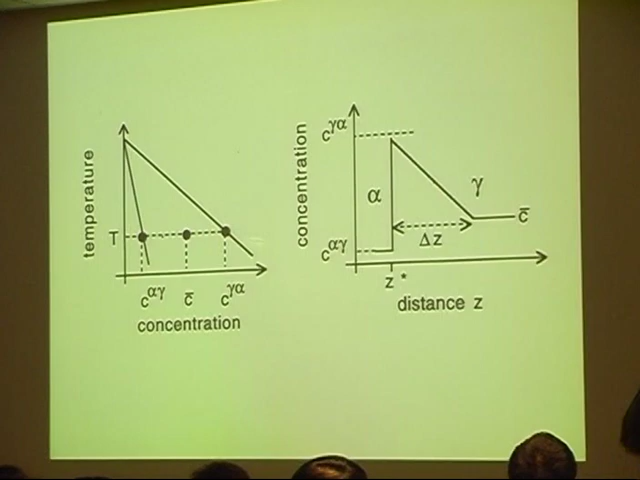 temperature
T
c^αγ c̄ c^γα
concentration
concentration
c^γα
α
γ
c̄
Δz
c^αγ
z *
distance z